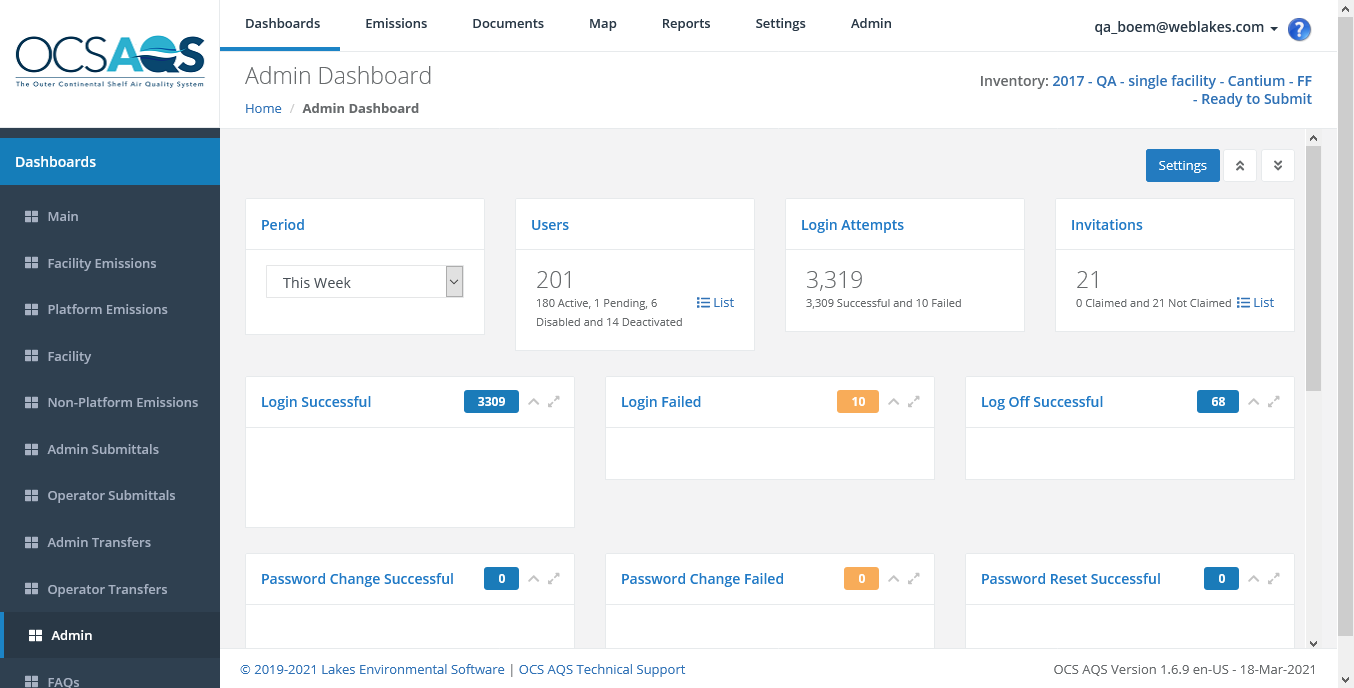 OCSAQS
The Outer Continental Shelf Air Quality System
Dashboards
Emissions
Documents
Map
Reports
Settings
Admin
qa_boem@weblakes.com
?
Admin Dashboard
Home / Admin Dashboard
Inventory: 2017 - QA - single facility - Cantium - FF
- Ready to Submit
Dashboards
Main
Facility Emissions
Platform Emissions
Facility
Non-Platform Emissions
Admin Submittals
Operator Submittals
Admin Transfers
Operator Transfers
Admin
FAQs
Settings
Period
This Week
Users
201
180 Active, 1 Pending, 6
Disabled and 14 Deactivated
List
Login Attempts
3,319
3,309 Successful and 10 Failed
Invitations
21
0 Claimed and 21 Not Claimed
List
Login Successful
3309
Login Failed
10
Log Off Successful
68
Password Change Successful
0
Password Change Failed
0
Password Reset Successful
0
© 2019-2021 Lakes Environmental Software | OCS AQS Technical Support
OCS AQS Version 1.6.9 en-US - 18-Mar-2021